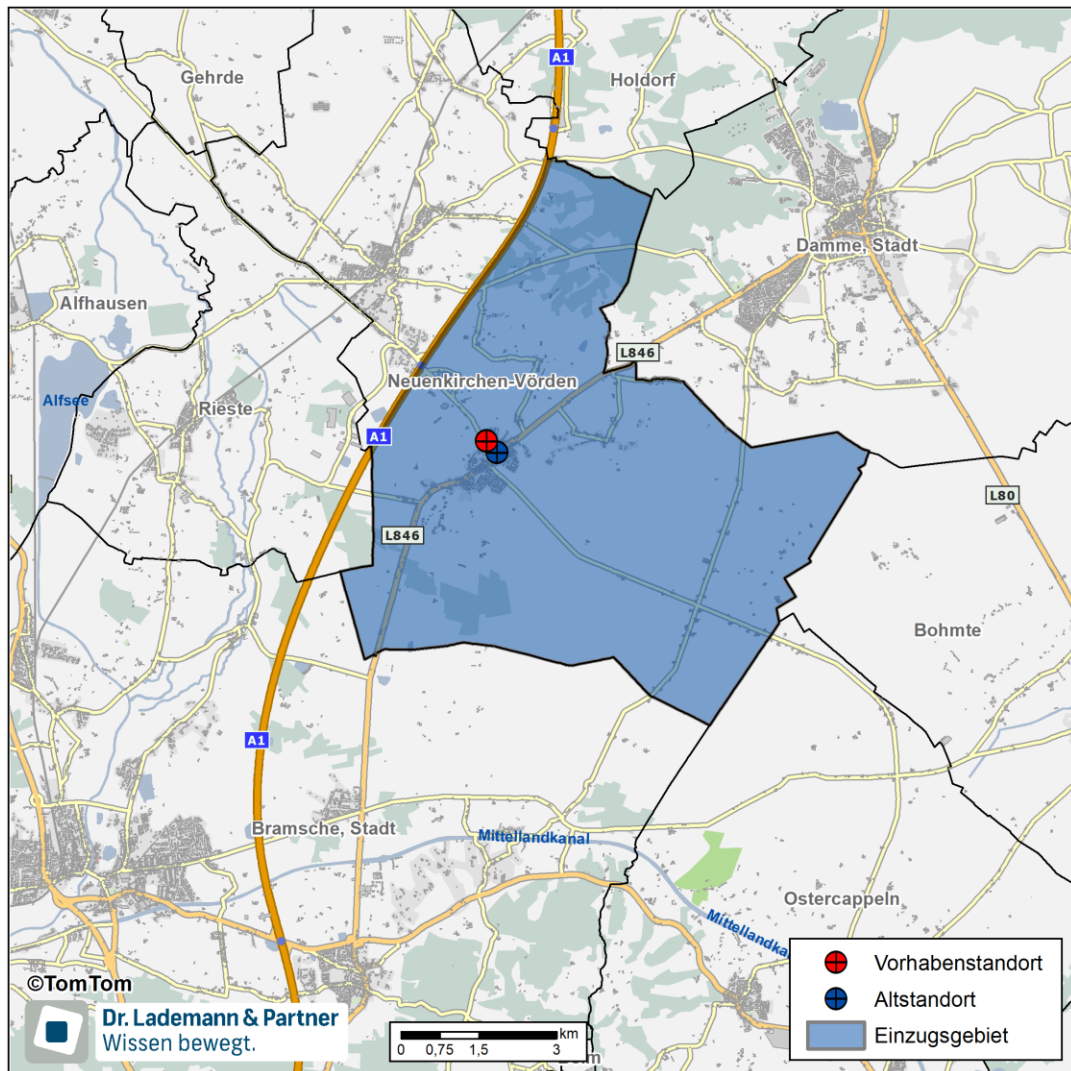 A1
Gehrde
Holdorf
Damme, Stadt
Alfhausen
L846
Neuenkirchen-Vörden
Alfsee
Rieste
A1
L80
L846
Bohmte
A1
Bramsche, Stadt
Mittellandkanal
Ostercappeln
Mittellandka
©TomTom
Dr. Lademann & Partner
Wissen bewegt.
km
0 0,75 1,5 3
Vorhabenstandort
Altstandort
Einzugsgebiet